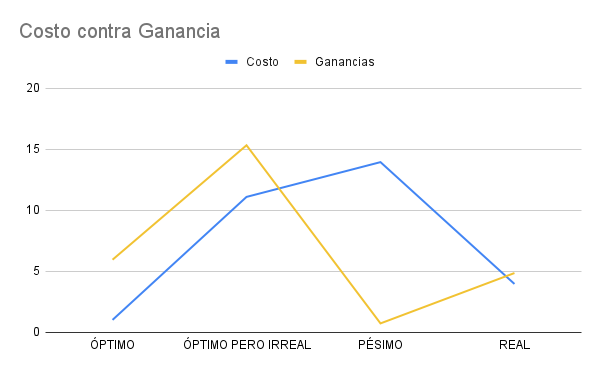 Costo contra Ganancia
Costo Ganancias
20
15
10
5
0
ÓPTIMO ÓPTIMO PERO IRREAL PÉSIMO REAL